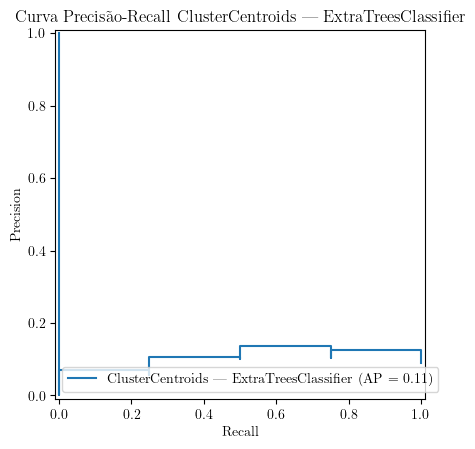 Curva Precisão-Recall ClusterCentroids — ExtraTreesClassifier
1.0
0.8
0.6
0.4
0.2
0.0
Precision
ClusterCentroids — ExtraTreesClassifier (AP = 0.11)
0.0 0.2 0.4 0.6 0.8 1.0
Recall